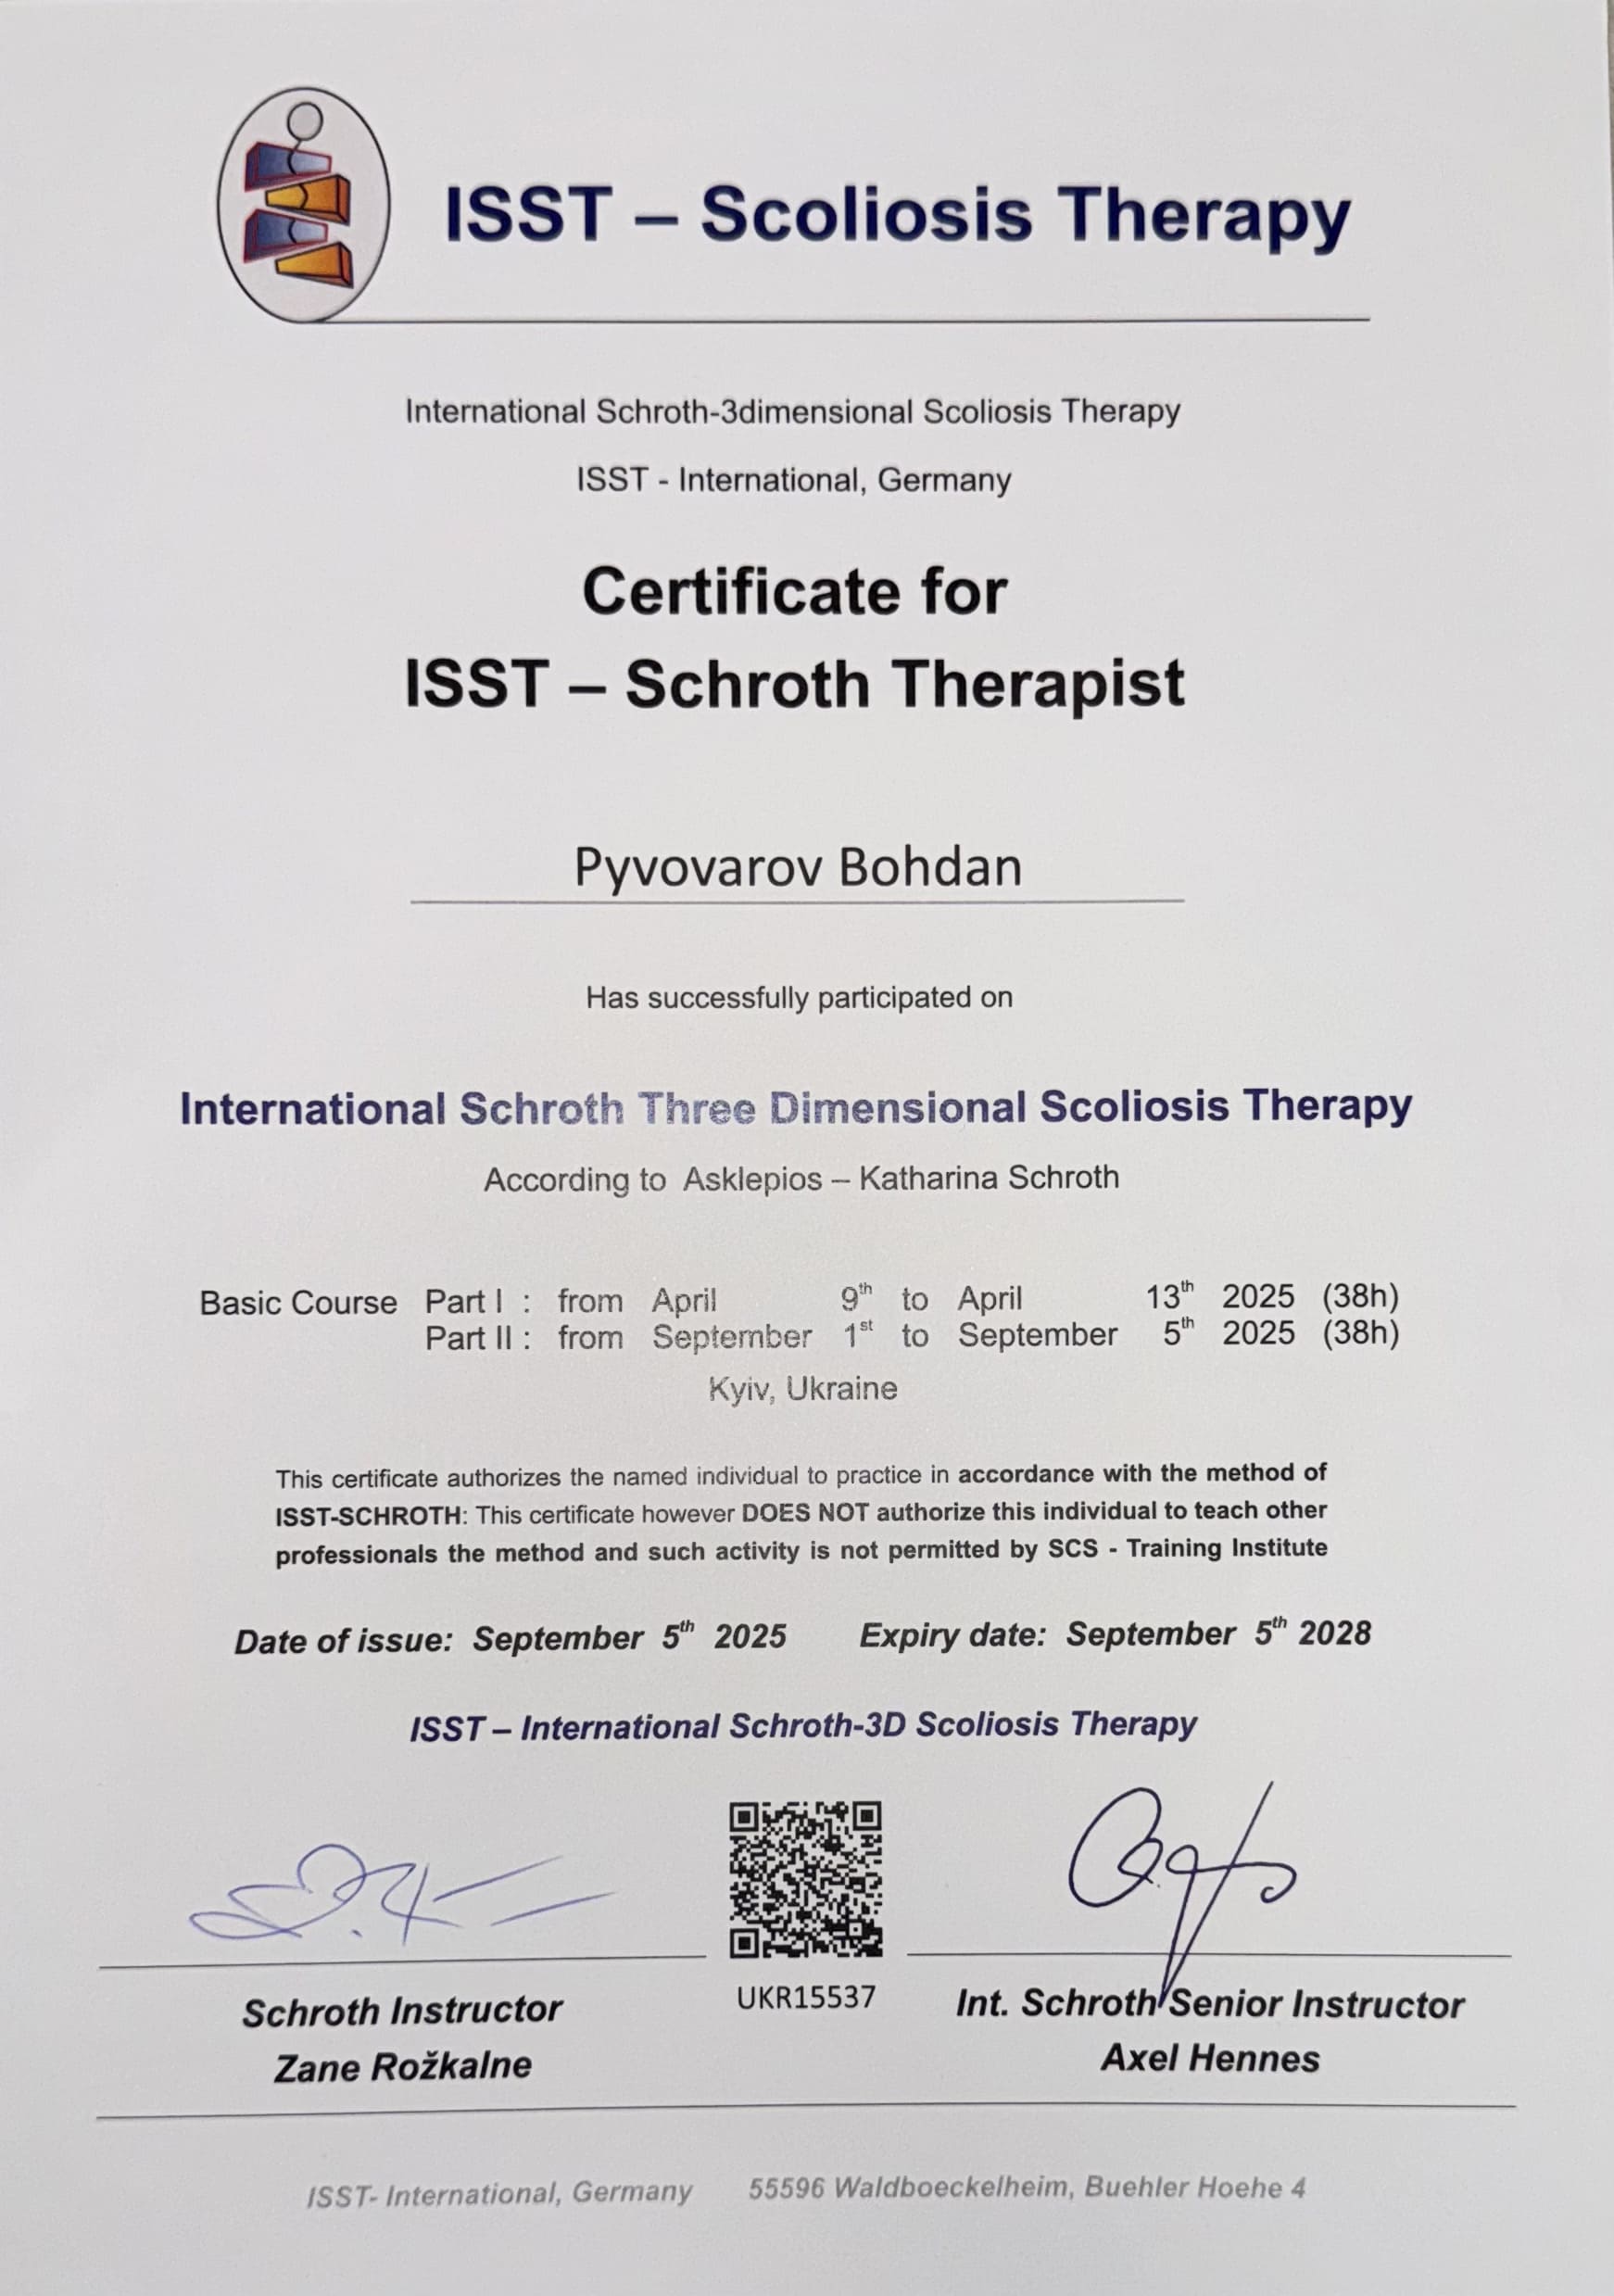 ISST – Scoliosis Therapy
International Schroth-3dimensional Scoliosis Therapy
ISST - International, Germany
Certificate for
ISST – Schroth Therapist
Pyvovarov Bohdan
Has successfully participated on
International Schroth Three Dimensional Scoliosis Therapy
According to Asklepios – Katharina Schroth
Basic Course Part I : from April 9th to April 13th 2025 (38h)
Part II : from September 1st to September 5th 2025 (38h)
Kyiv, Ukraine
This certificate authorizes the named individual to practice in accordance with the method of
ISST-SCHROTH: This certificate however DOES NOT authorize this individual to teach other
professionals the method and such activity is not permitted by SCS - Training Institute
Date of issue: September 5th 2025 Expiry date: September 5th 2028
ISST – International Schroth-3D Scoliosis Therapy
UKR15537
Schroth Instructor
Zane Rožkalne
Int. Schroth Senior Instructor
Axel Hennes
ISST- International, Germany 55596 Waldboeckelheim, Buehler Hoehe 4